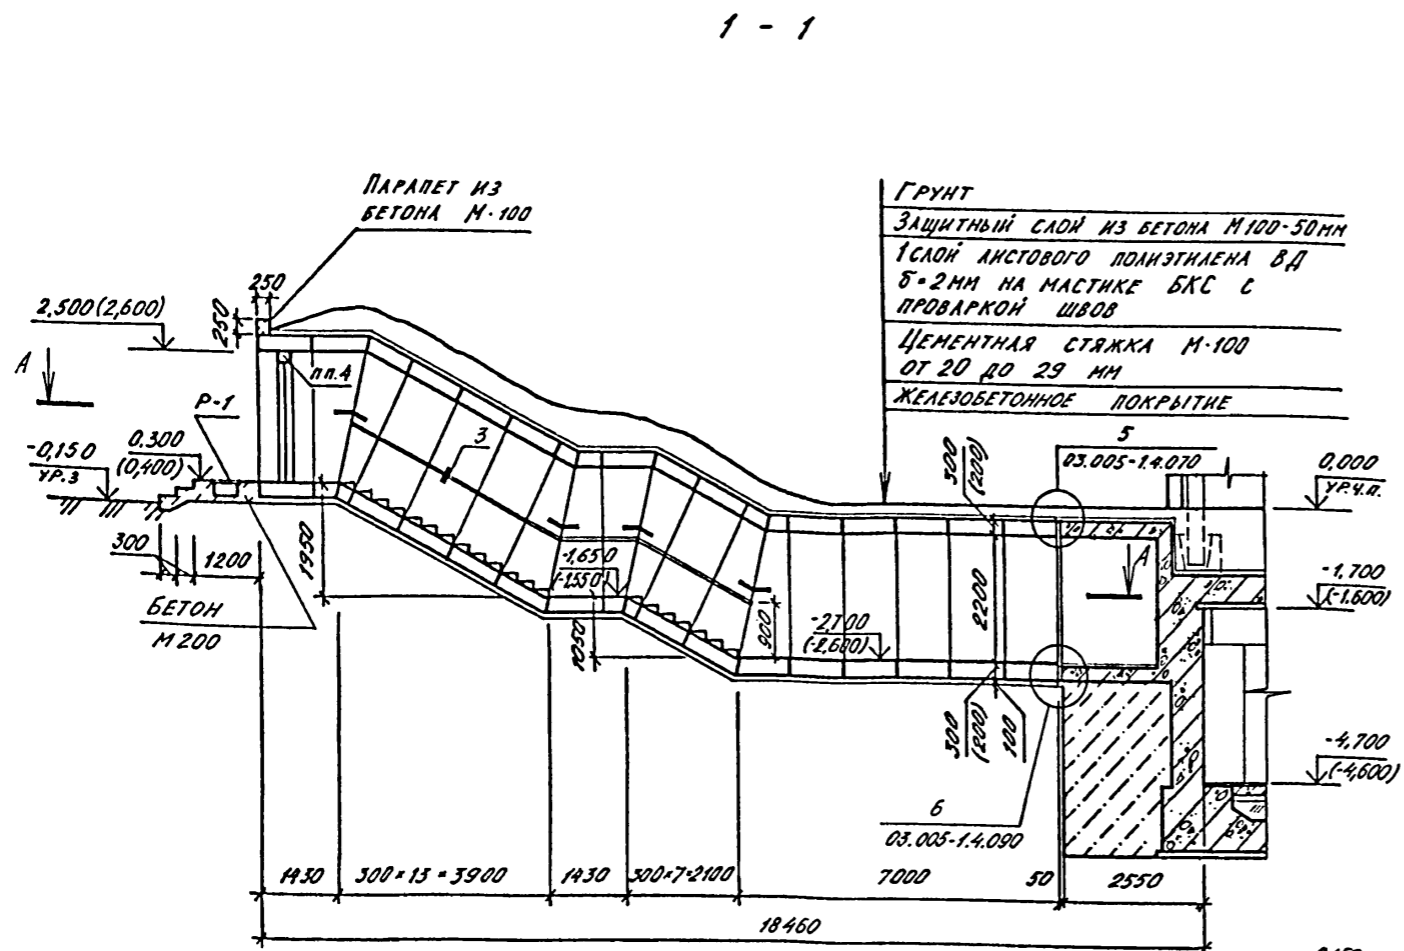 1 - 1
ПАРАПЕТ ИЗ
БЕТОНА М-100
ГРУНТ
ЗАЩИТНЫЙ СЛОЙ ИЗ БЕТОНА М100-50мм
1 СЛОЙ ЛИСТОВОГО ПОЛИЭТИЛЕНА ВД
δ=2мм НА МАСТИКЕ БКС С
ПРОВАРКОЙ ШВОВ
ЦЕМЕНТНАЯ СТЯЖКА М-100
ОТ 20 ДО 29 ММ
ЖЕЛЕЗОБЕТОННОЕ ПОКРЫТИЕ
250
250
2,500(2,600)
А
пп.4
Р-1
3
-0,150
УР.З
0,300
(0,400)
5
03.005-1.4.070
300
(200)
0,000
УР.Ч.П.
300
1200
1950
-1,650
(-1,550)
А
-1,700
(-1,600)
БЕТОН
М200
1050
900
-2,700
(-2,600)
2200
300
(200)
100
-4,700
(-4,600)
6
03.005-1.4.090
1430
300×13=3900
1430
300×7=2100
7000
50
2550
18460